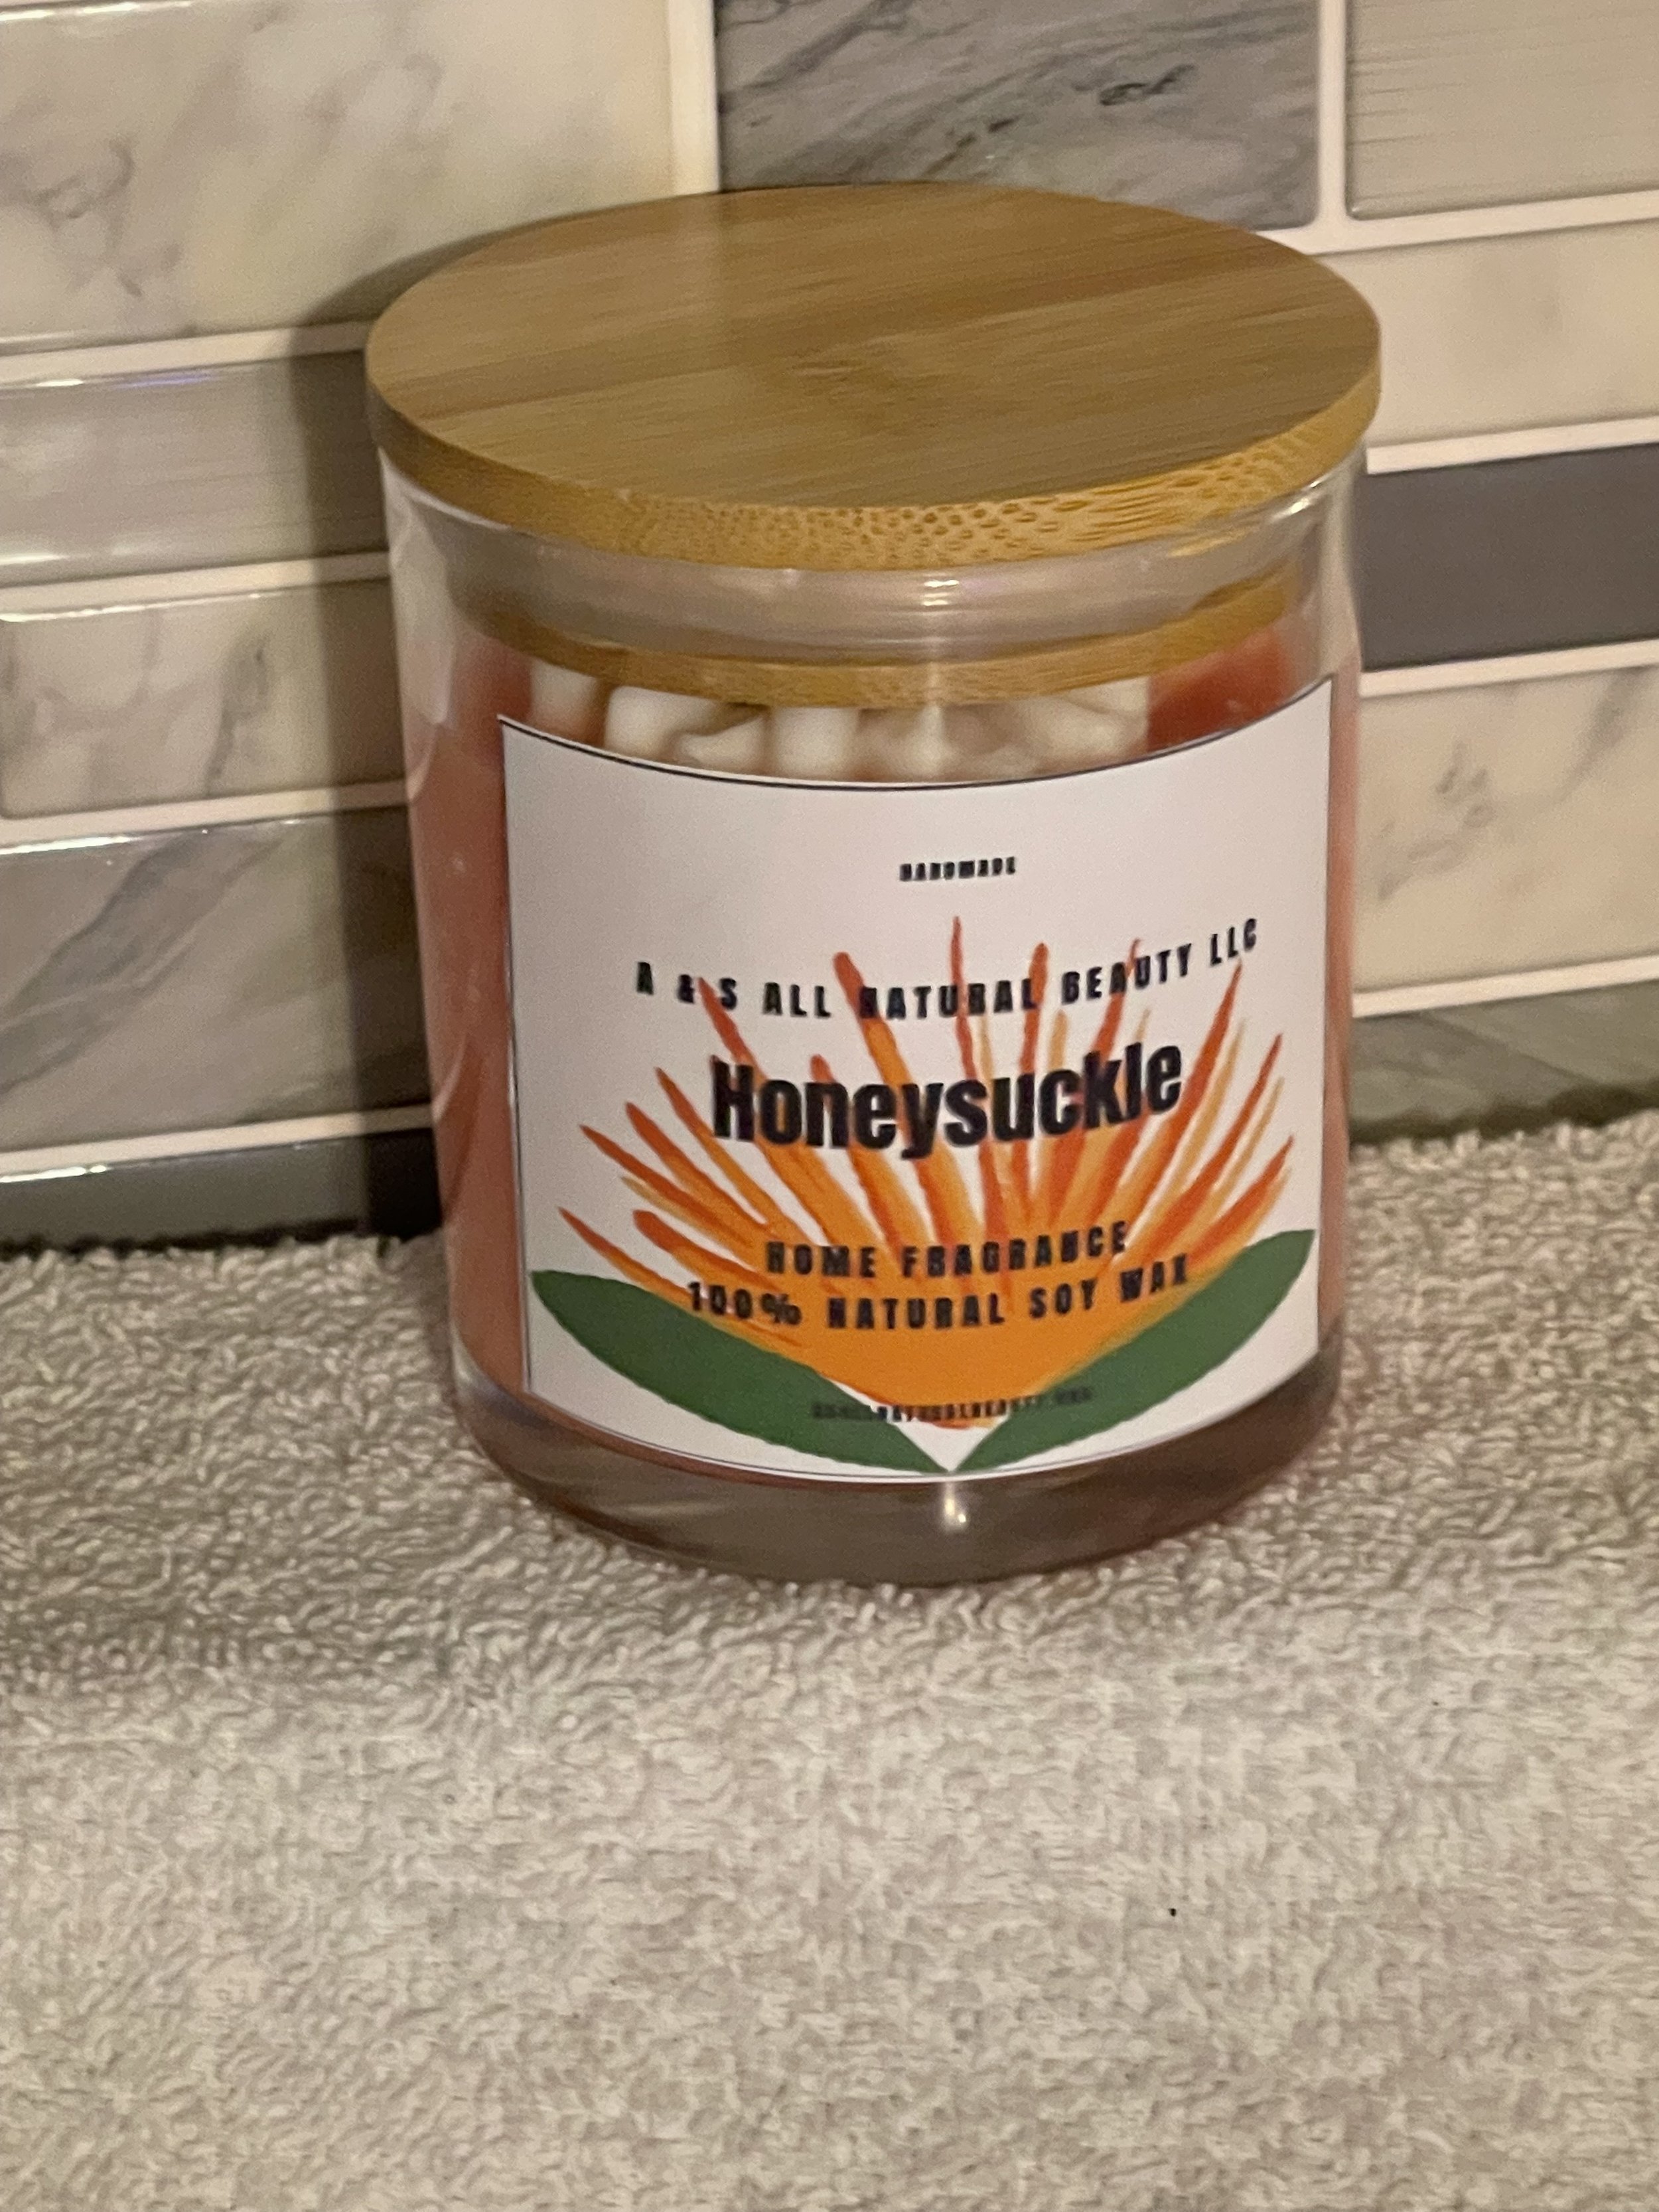 HANDMADE
A & S ALL NATURAL BEAUTY LLC
Honeysuckle
HOME FRAGRANCE
100% NATURAL SOY WAX